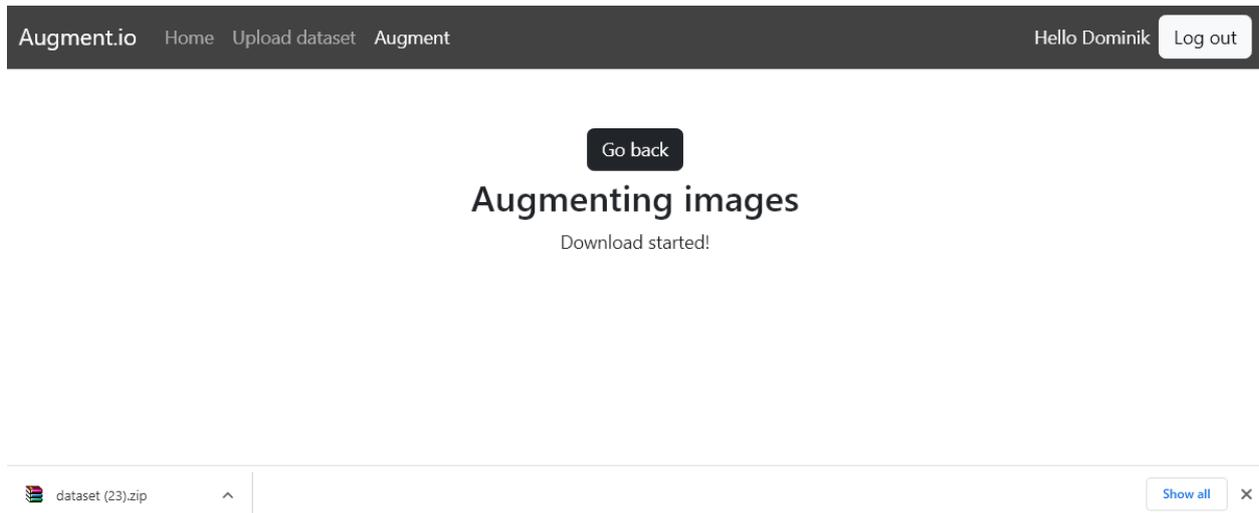 Augment.io Home Upload dataset Augment Hello Dominik Log out
Go back
Augmenting images
Download started!
dataset (23).zip Show all